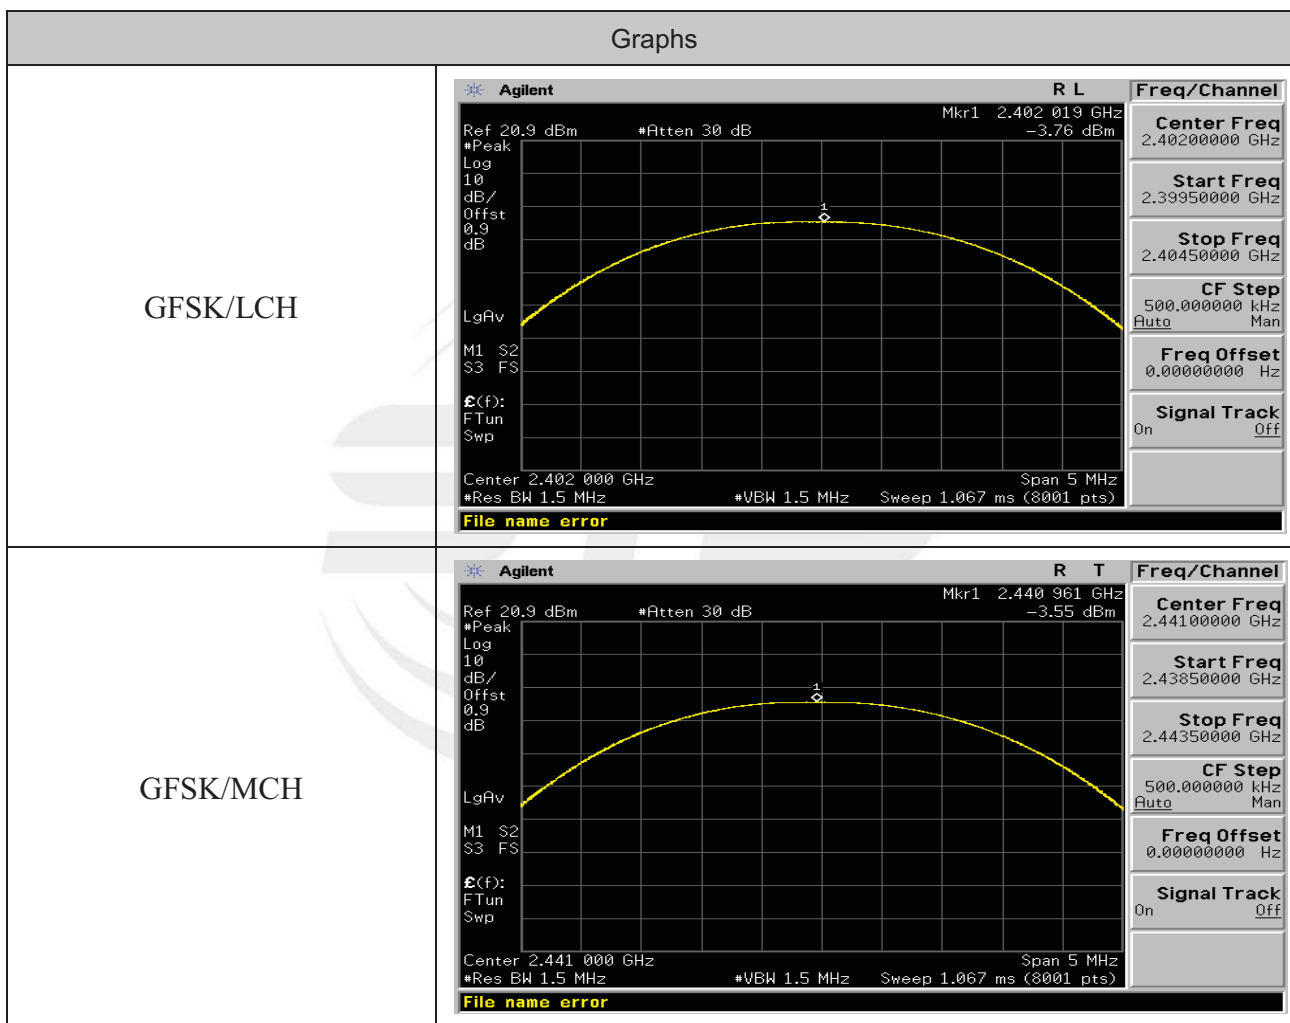 Graphs
GFSK/LCH
Agilent R L Freq/Channel
Mkr1 2.402 019 GHz
Ref 20.9 dBm #Atten 30 dB -3.76 dBm
#Peak
Log
10
dB/
Offst
0.9
dB
1
LgAv
M1 S2
S3 FS
£(f):
FTun
Swp
Center 2.402 000 GHz Span 5 MHz
#Res BW 1.5 MHz #VBW 1.5 MHz Sweep 1.067 ms (8001 pts)
File name error
Center Freq
2.40200000 GHz
Start Freq
2.39950000 GHz
Stop Freq
2.40450000 GHz
CF Step
500.000000 kHz
Auto Man
Freq Offset
0.00000000 Hz
Signal Track
On Off
GFSK/MCH
Agilent R T Freq/Channel
Mkr1 2.440 961 GHz
Ref 20.9 dBm #Atten 30 dB -3.55 dBm
#Peak
Log
10
dB/
Offst
0.9
dB
1
LgAv
M1 S2
S3 FS
£(f):
FTun
Swp
Center 2.441 000 GHz Span 5 MHz
#Res BW 1.5 MHz #VBW 1.5 MHz Sweep 1.067 ms (8001 pts)
File name error
Center Freq
2.44100000 GHz
Start Freq
2.43850000 GHz
Stop Freq
2.44350000 GHz
CF Step
500.000000 kHz
Auto Man
Freq Offset
0.00000000 Hz
Signal Track
On Off